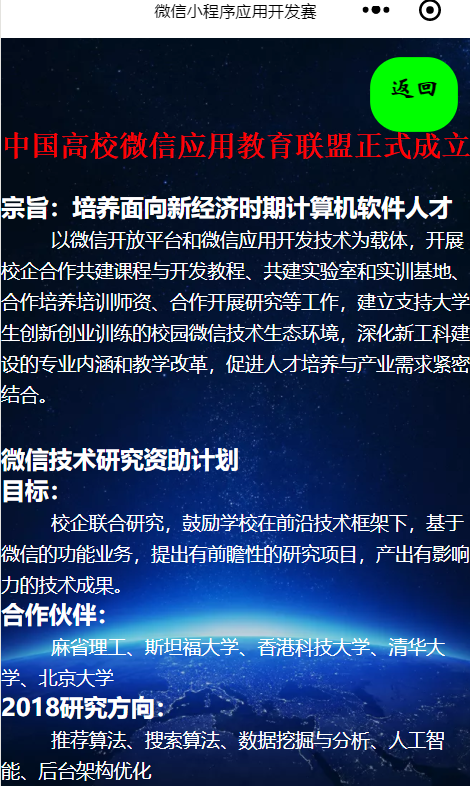 微信小程序应用开发赛
返回
中国高校微信应用教育联盟正式成立
宗旨：培养面向新经济时期计算机软件人才
以微信开放平台和微信应用开发技术为载体，开展
校企合作共建课程与开发教程、共建实验室和实训基地、
合作培养培训师资、合作开展研究等工作，建立支持大学
生创新创业训练的校园微信技术生态环境，深化新工科建
设的专业内涵和教学改革，促进人才培养与产业需求紧密
结合。
微信技术研究资助计划
目标：
校企联合研究，鼓励学校在前沿技术框架下，基于
微信的功能业务，提出有前瞻性的研究项目，产出有影响
力的技术成果。
合作伙伴：
麻省理工、斯坦福大学、香港科技大学、清华大
学、北京大学
2018研究方向：
推荐算法、搜索算法、数据挖掘与分析、人工智
能、后台架构优化